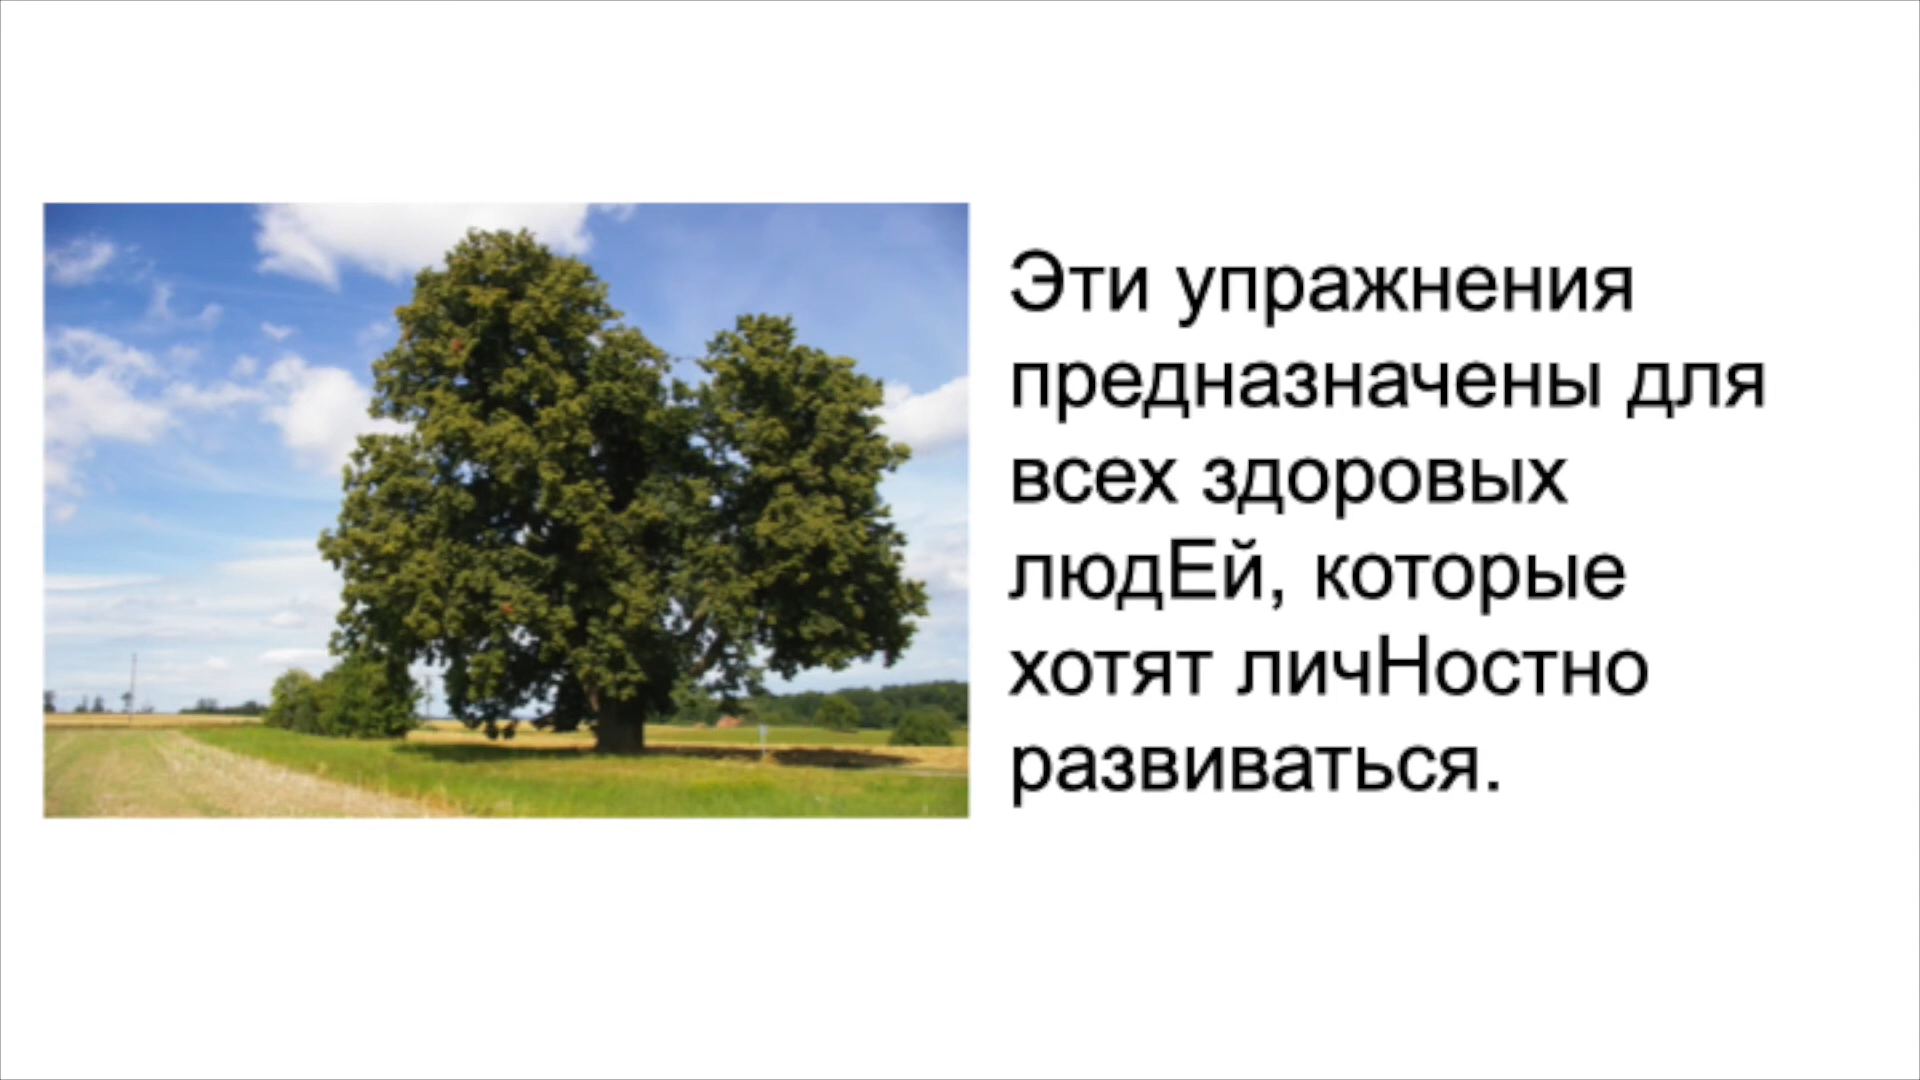 Эти упражнения
предназначены для
всех здоровых
людЕй, которые
хотят личНостно
развиваться.